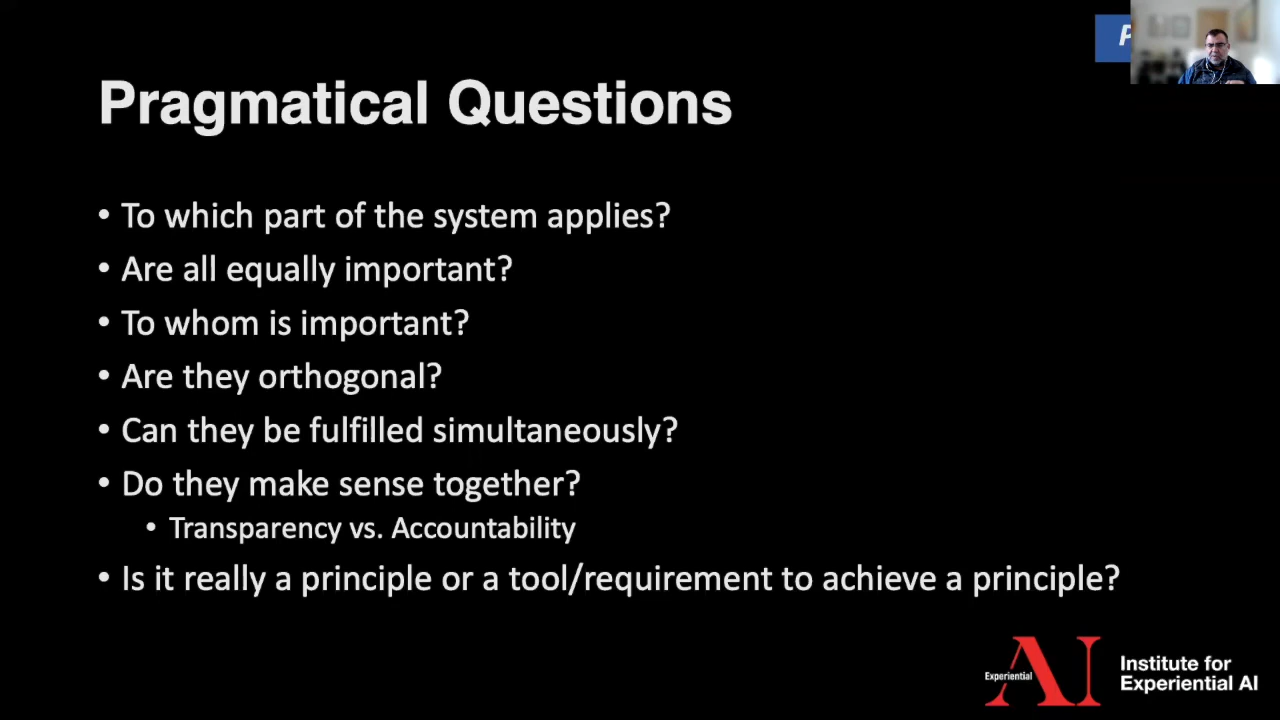 Pragmatical Questions
• To which part of the system applies?
• Are all equally important?
• To whom is important?
• Are they orthogonal?
• Can they be fulfilled simultaneously?
• Do they make sense together?
• Transparency vs. Accountability
• Is it really a principle or a tool/requirement to achieve a principle?
Experiential AI
Institute for
Experiential AI